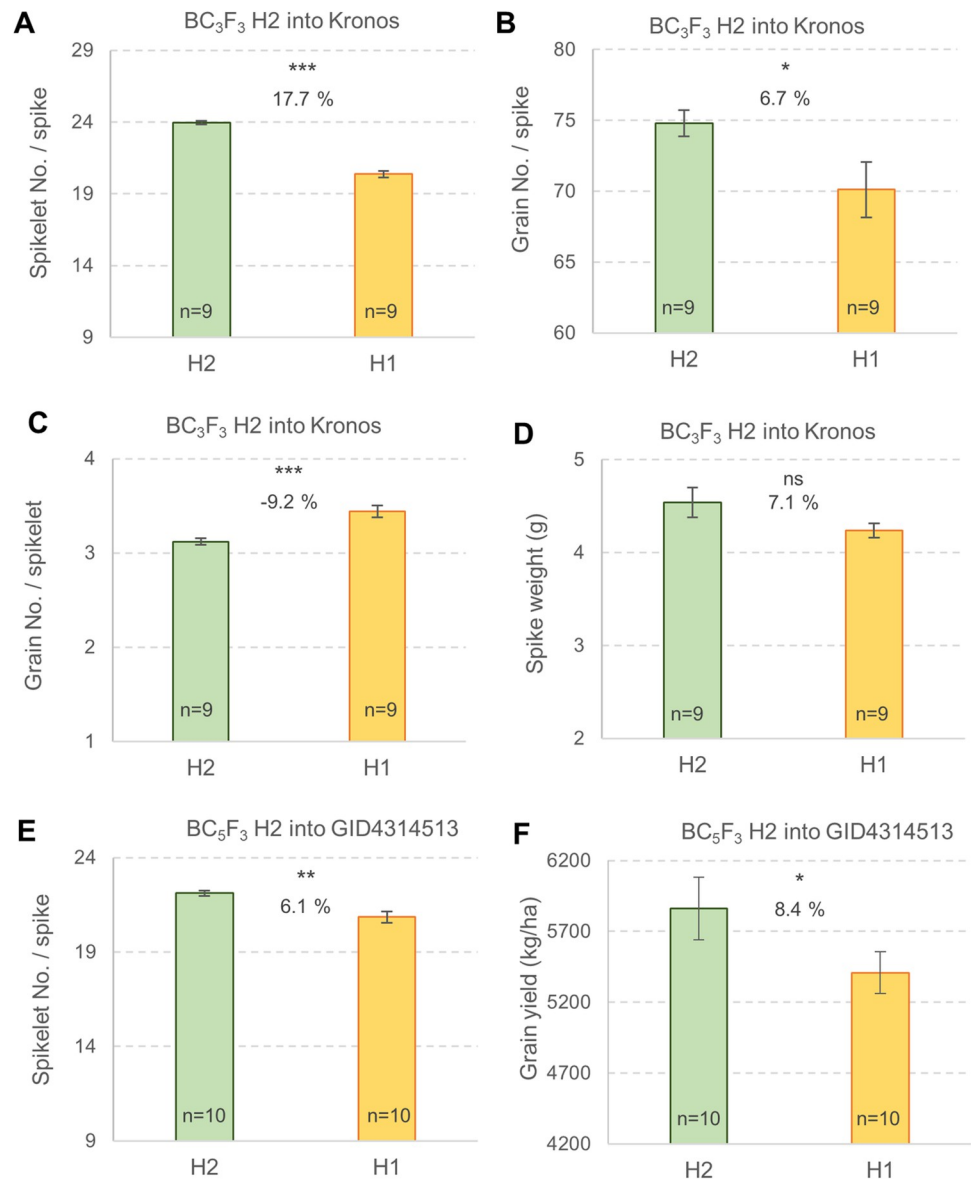 A
BC₃F₃ H2 into Kronos
Spikelet No. / spike
29
24
19
14
9
***
17.7 %
n=9
n=9
H2
H1
B
BC₃F₃ H2 into Kronos
Grain No. / spike
80
75
70
65
60
*
6.7 %
n=9
n=9
H2
H1
C
BC₃F₃ H2 into Kronos
Grain No. / spikelet
4
3
2
1
***
-9.2 %
n=9
n=9
H2
H1
D
BC₃F₃ H2 into Kronos
Spike weight (g)
5
4
3
2
ns
7.1 %
n=9
n=9
H2
H1
E
BC₅F₃ H2 into GID4314513
Spikelet No. / spike
24
19
14
9
**
6.1 %
n=10
n=10
H2
H1
F
BC₅F₃ H2 into GID4314513
Grain yield (kg/ha)
6200
5700
5200
4700
4200
*
8.4 %
n=10
n=10
H2
H1